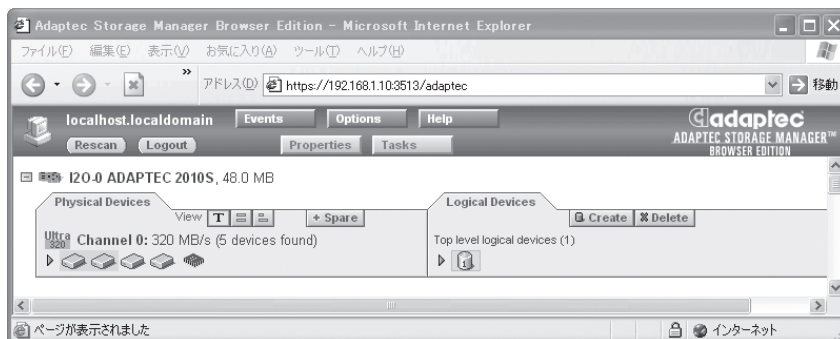 Adaptec Storage Manager Browser Edition - Microsoft Internet Explorer
ファイル(F) 編集(E) 表示(V) お気に入り(A) ツール(T) ヘルプ(H)
» アドレス(D) https://192.168.1.10:3513/adaptec 移動
localhost.localdomain Events Options Help adaptec
Rescan Logout Properties Tasks ADAPTEC STORAGE MANAGER™
BROWSER EDITION
I2O-0 ADAPTEC 2010S, 48.0 MB
Physical Devices Logical Devices
View T + Spare Create Delete
Ultra 320 Channel 0: 320 MB/s (5 devices found) Top level logical devices (1)
1
ページが表示されました インターネット